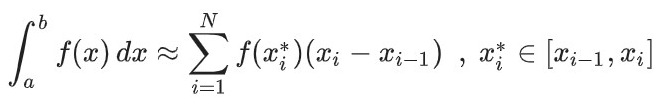 ∫_a^b f(x) dx ≈ ∑_{i=1}^N f(x_i^*)(x_i − x_{i−1}) , x_i^* ∈ [x_{i−1}, x_i]